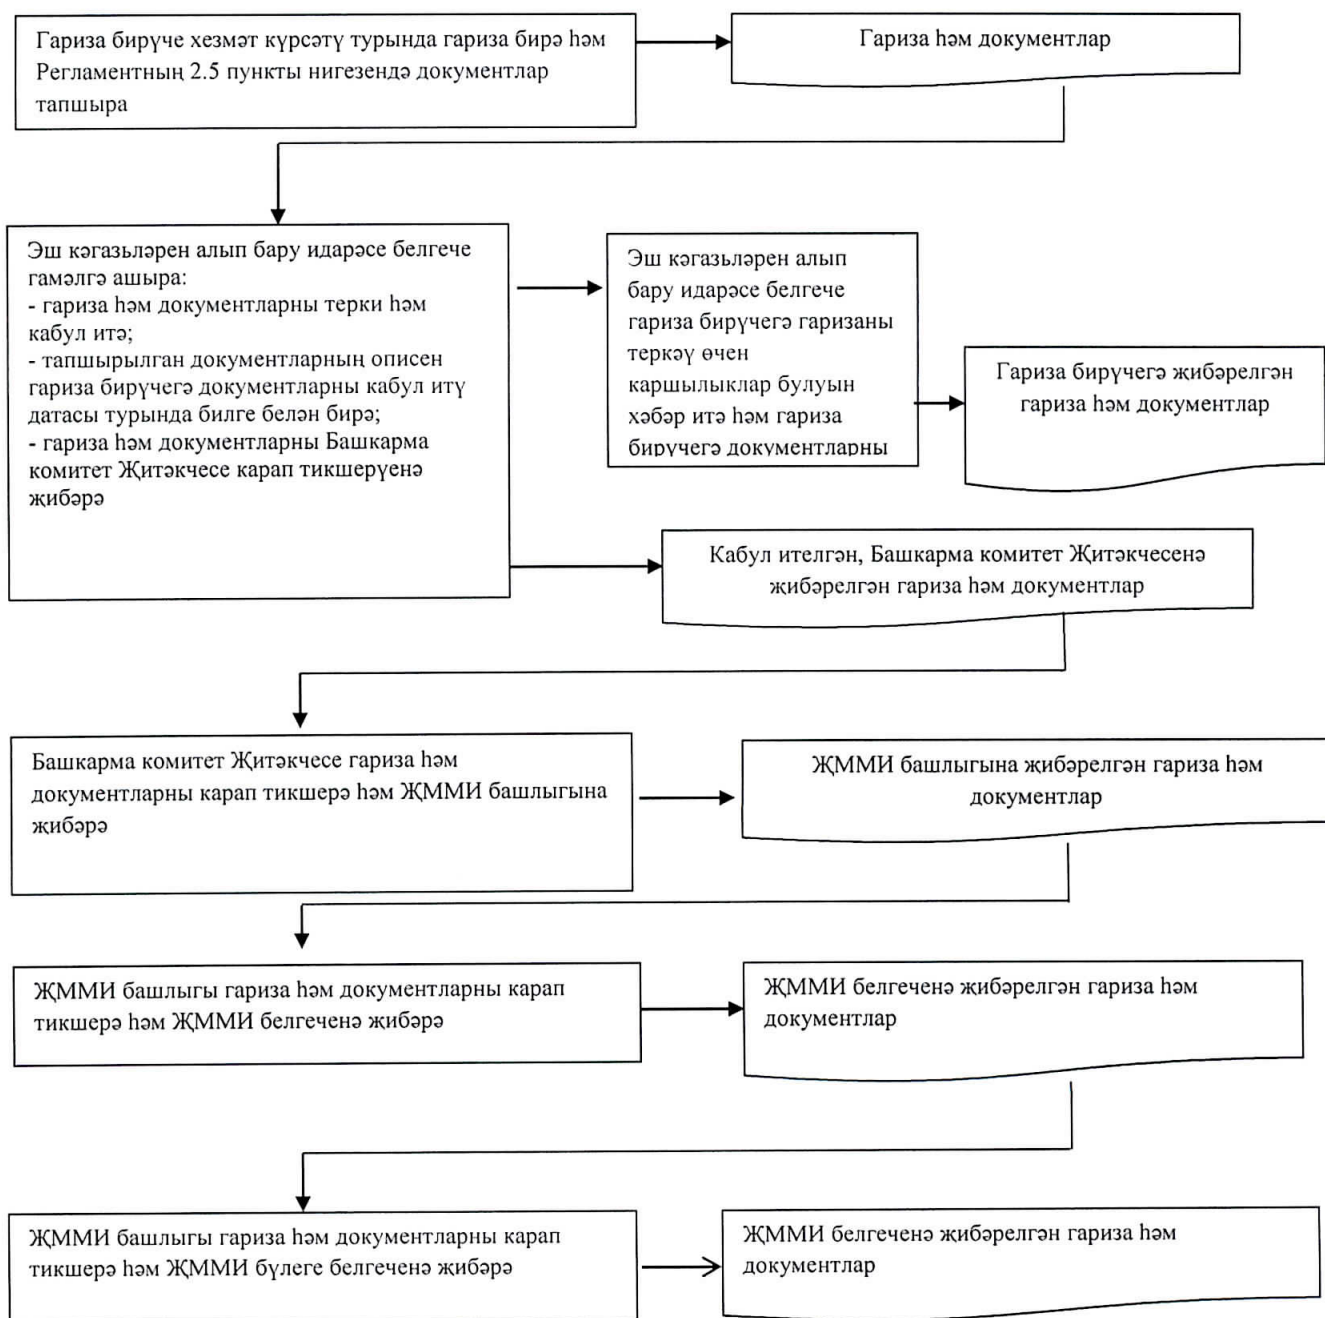 Гариза бирүче хезмәт күрсәтү турында гариза бирә һәм
Регламентның 2.5 пункты нигезендә документлар
тапшыра
Гариза һәм документлар
Эш кәгазьләрен алып бару идарәсе белгече
гамәлгә ашыра:
- гариза һәм документларны терки һәм
кабул итә;
- тапшырылган документларның описен
гариза бирүчегә документларны кабул итү
датасы турында билге белән бирә;
- гариза һәм документларны Башкарма
комитет Җитәкчесе карап тикшерүенә
җибәрә
Эш кәгазьләрен алып
бару идарәсе белгече
гариза бирүчегә гаризаны
теркәү өчен
каршылыклар булуын
хәбәр итә һәм гариза
бирүчегә документларны
Гариза бирүчегә җибәрелгән
гариза һәм документлар
Кабул ителгән, Башкарма комитет Җитәкчесенә
җибәрелгән гариза һәм документлар
Башкарма комитет Җитәкчесе гариза һәм
документларны карап тикшерә һәм ҖММИ башлыгына
җибәрә
ҖММИ башлыгына җибәрелгән гариза һәм
документлар
ҖММИ башлыгы гариза һәм документларны карап
тикшерә һәм ҖММИ белгеченә җибәрә
ҖММИ белгеченә җибәрелгән гариза һәм
документлар
ҖММИ башлыгы гариза һәм документларны карап
тикшерә һәм ҖММИ бүлеге белгеченә җибәрә
ҖММИ белгеченә җибәрелгән гариза һәм
документлар